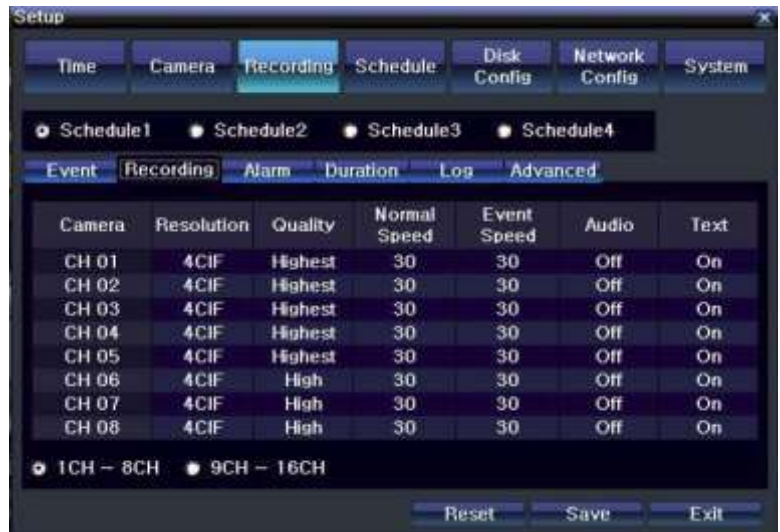 Setup
Time Camera Recording Schedule Disk Config Network Config System
Schedule1 Schedule2 Schedule3 Schedule4
Event Recording Alarm Duration Log Advanced
Camera Resolution Quality Normal Speed Event Speed Audio Text
CH 01 4CIF Highest 30 30 Off On
CH 02 4CIF Highest 30 30 Off On
CH 03 4CIF Highest 30 30 Off On
CH 04 4CIF Highest 30 30 Off On
CH 05 4CIF Highest 30 30 Off On
CH 06 4CIF High 30 30 Off On
CH 07 4CIF High 30 30 Off On
CH 08 4CIF High 30 30 Off On
1CH ~ 8CH 9CH ~ 16CH
Reset Save Exit